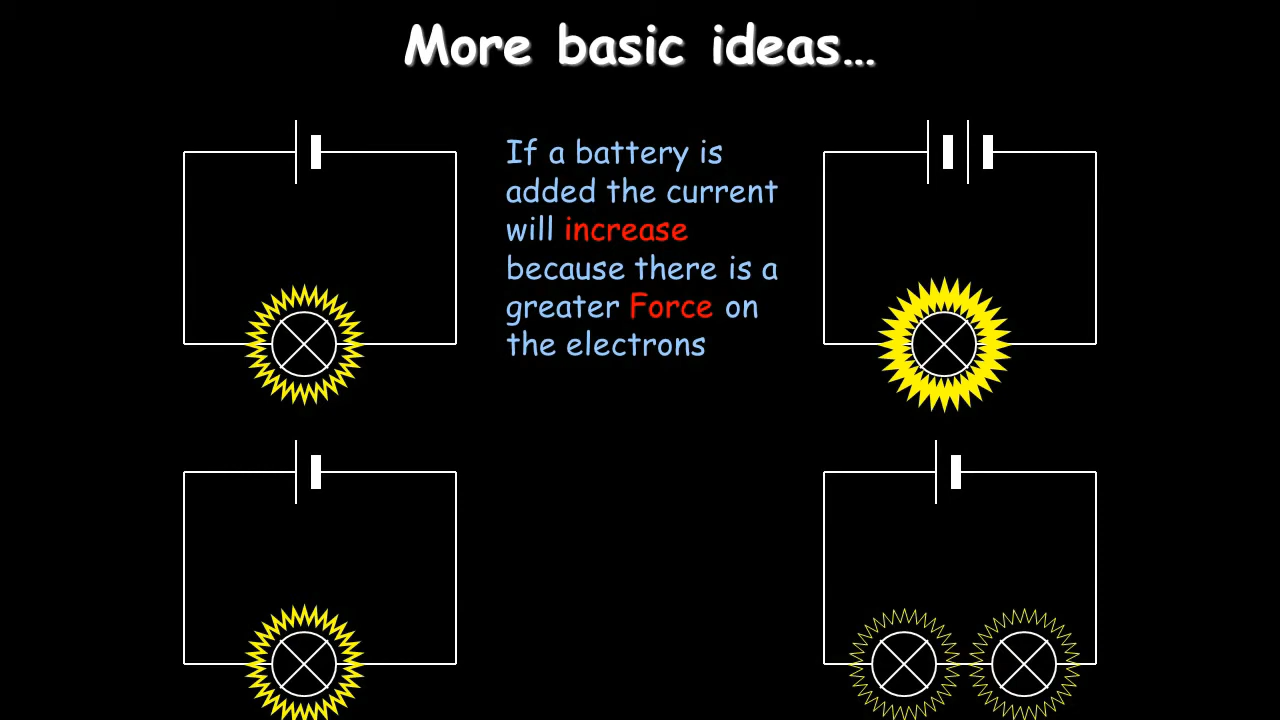 More basic ideas…
If a battery is
added the current
will increase
because there is a
greater Force on
the electrons